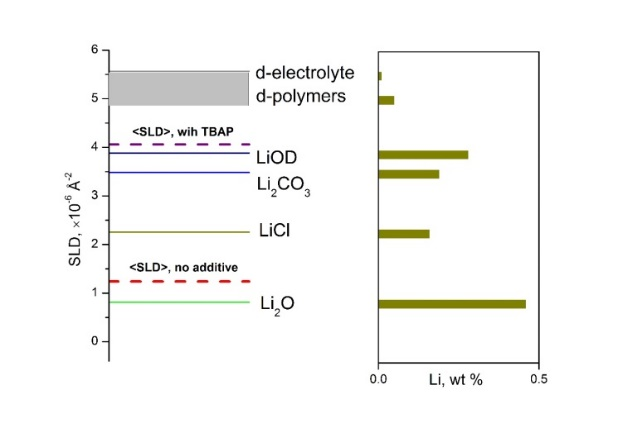 6
5
4
3
2
1
0
SLD, ×10⁻⁶ Å⁻²
d-electrolyte
d-polymers
<SLD>, wih TBAP
LiOD
Li₂CO₃
LiCl
<SLD>, no additive
Li₂O
0.0
0.5
Li, wt %